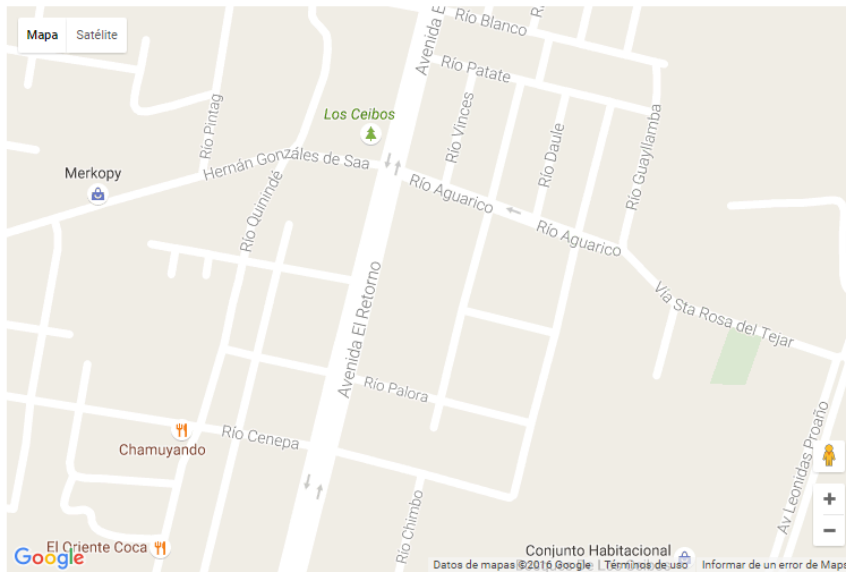 Mapa
Satélite
Río Blanco
Avenida E
Río Patate
Río Pintag
Los Ceibos
Río Vinces
Río Daule
Río Guayllamba
Merkopy
Hernán Gonzáles de Saa
Río Aguarico
Río Quinindé
Río Aguarico
Avenida El Retorno
Via Sta Rosa del Tejar
Río Palora
Río Cenepa
Chamuyando
Av Leonidas Proaño
Río Chimbo
El Oriente Coca
Conjunto Habitacional
Google
Datos de mapas ©2016 Google
Términos de uso
Informar de un error de Maps